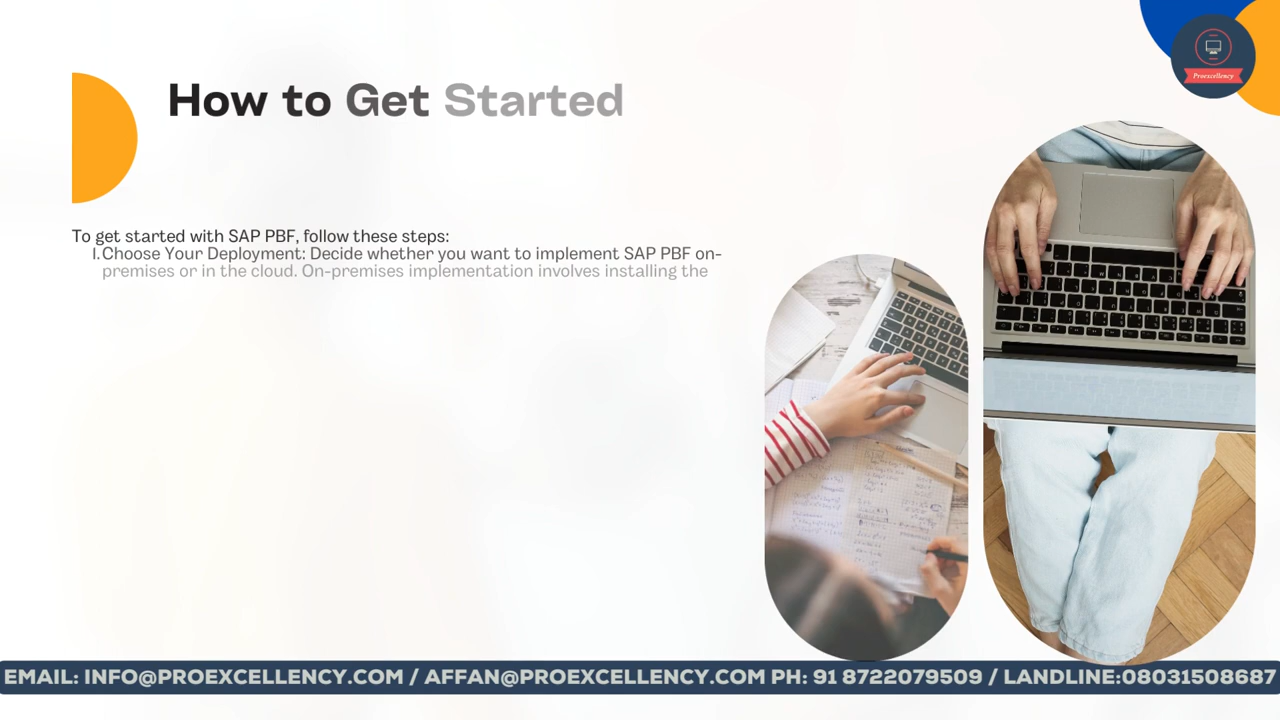 Proexcellency
How to Get Started
To get started with SAP PBF, follow these steps:
1. Choose Your Deployment: Decide whether you want to implement SAP PBF on-
premises or in the cloud. On-premises implementation involves installing the
EMAIL: INFO@PROEXCELLENCY.COM / AFFAN@PROEXCELLENCY.COM PH: 91 8722079509 / LANDLINE:08031508687